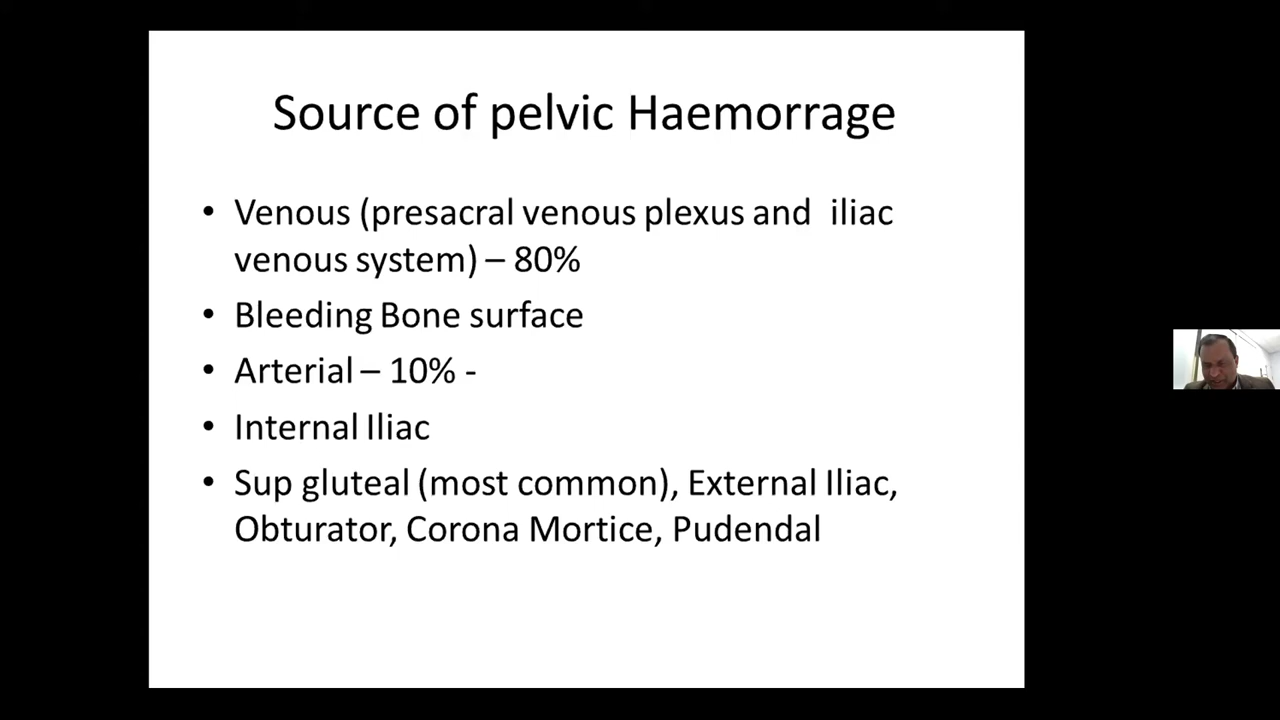 Source of pelvic Haemorrage
• Venous (presacral venous plexus and iliac
venous system) – 80%
• Bleeding Bone surface
• Arterial – 10% -
• Internal Iliac
• Sup gluteal (most common), External Iliac,
Obturator, Corona Mortice, Pudendal